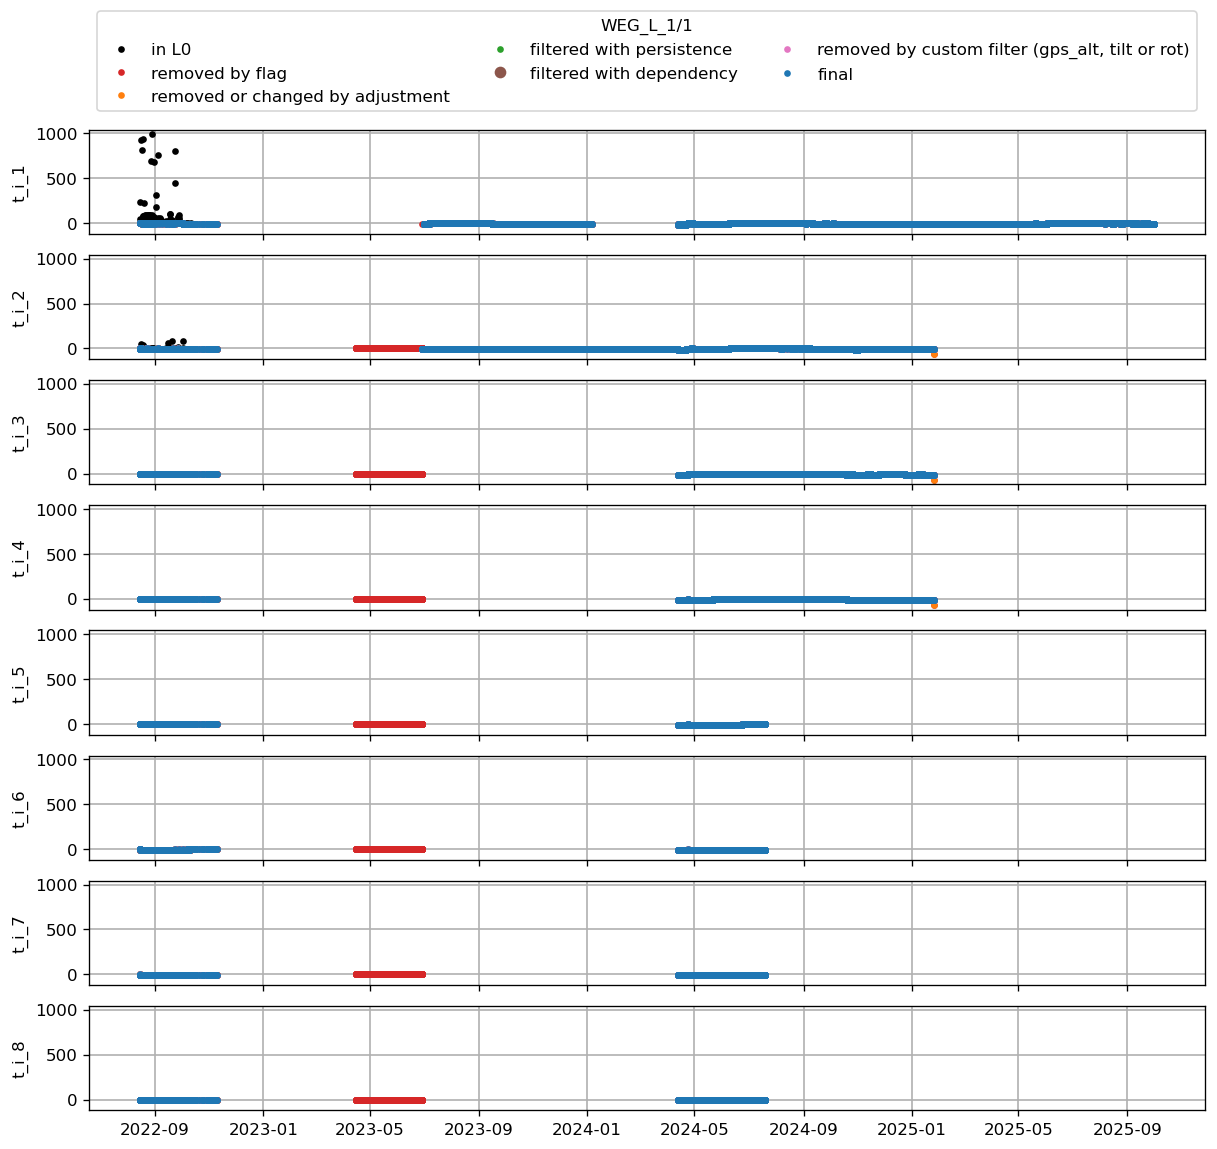 WEG_L_1/1
in L0
removed by flag
removed or changed by adjustment
filtered with persistence
filtered with dependency
removed by custom filter (gps_alt, tilt or rot)
final
t_i_1
1000
500
0
t_i_2
1000
500
0
t_i_3
1000
500
0
t_i_4
1000
500
0
t_i_5
1000
500
0
t_i_6
1000
500
0
t_i_7
1000
500
0
t_i_8
1000
500
0
2022-09 2023-01 2023-05 2023-09 2024-01 2024-05 2024-09 2025-01 2025-05 2025-09